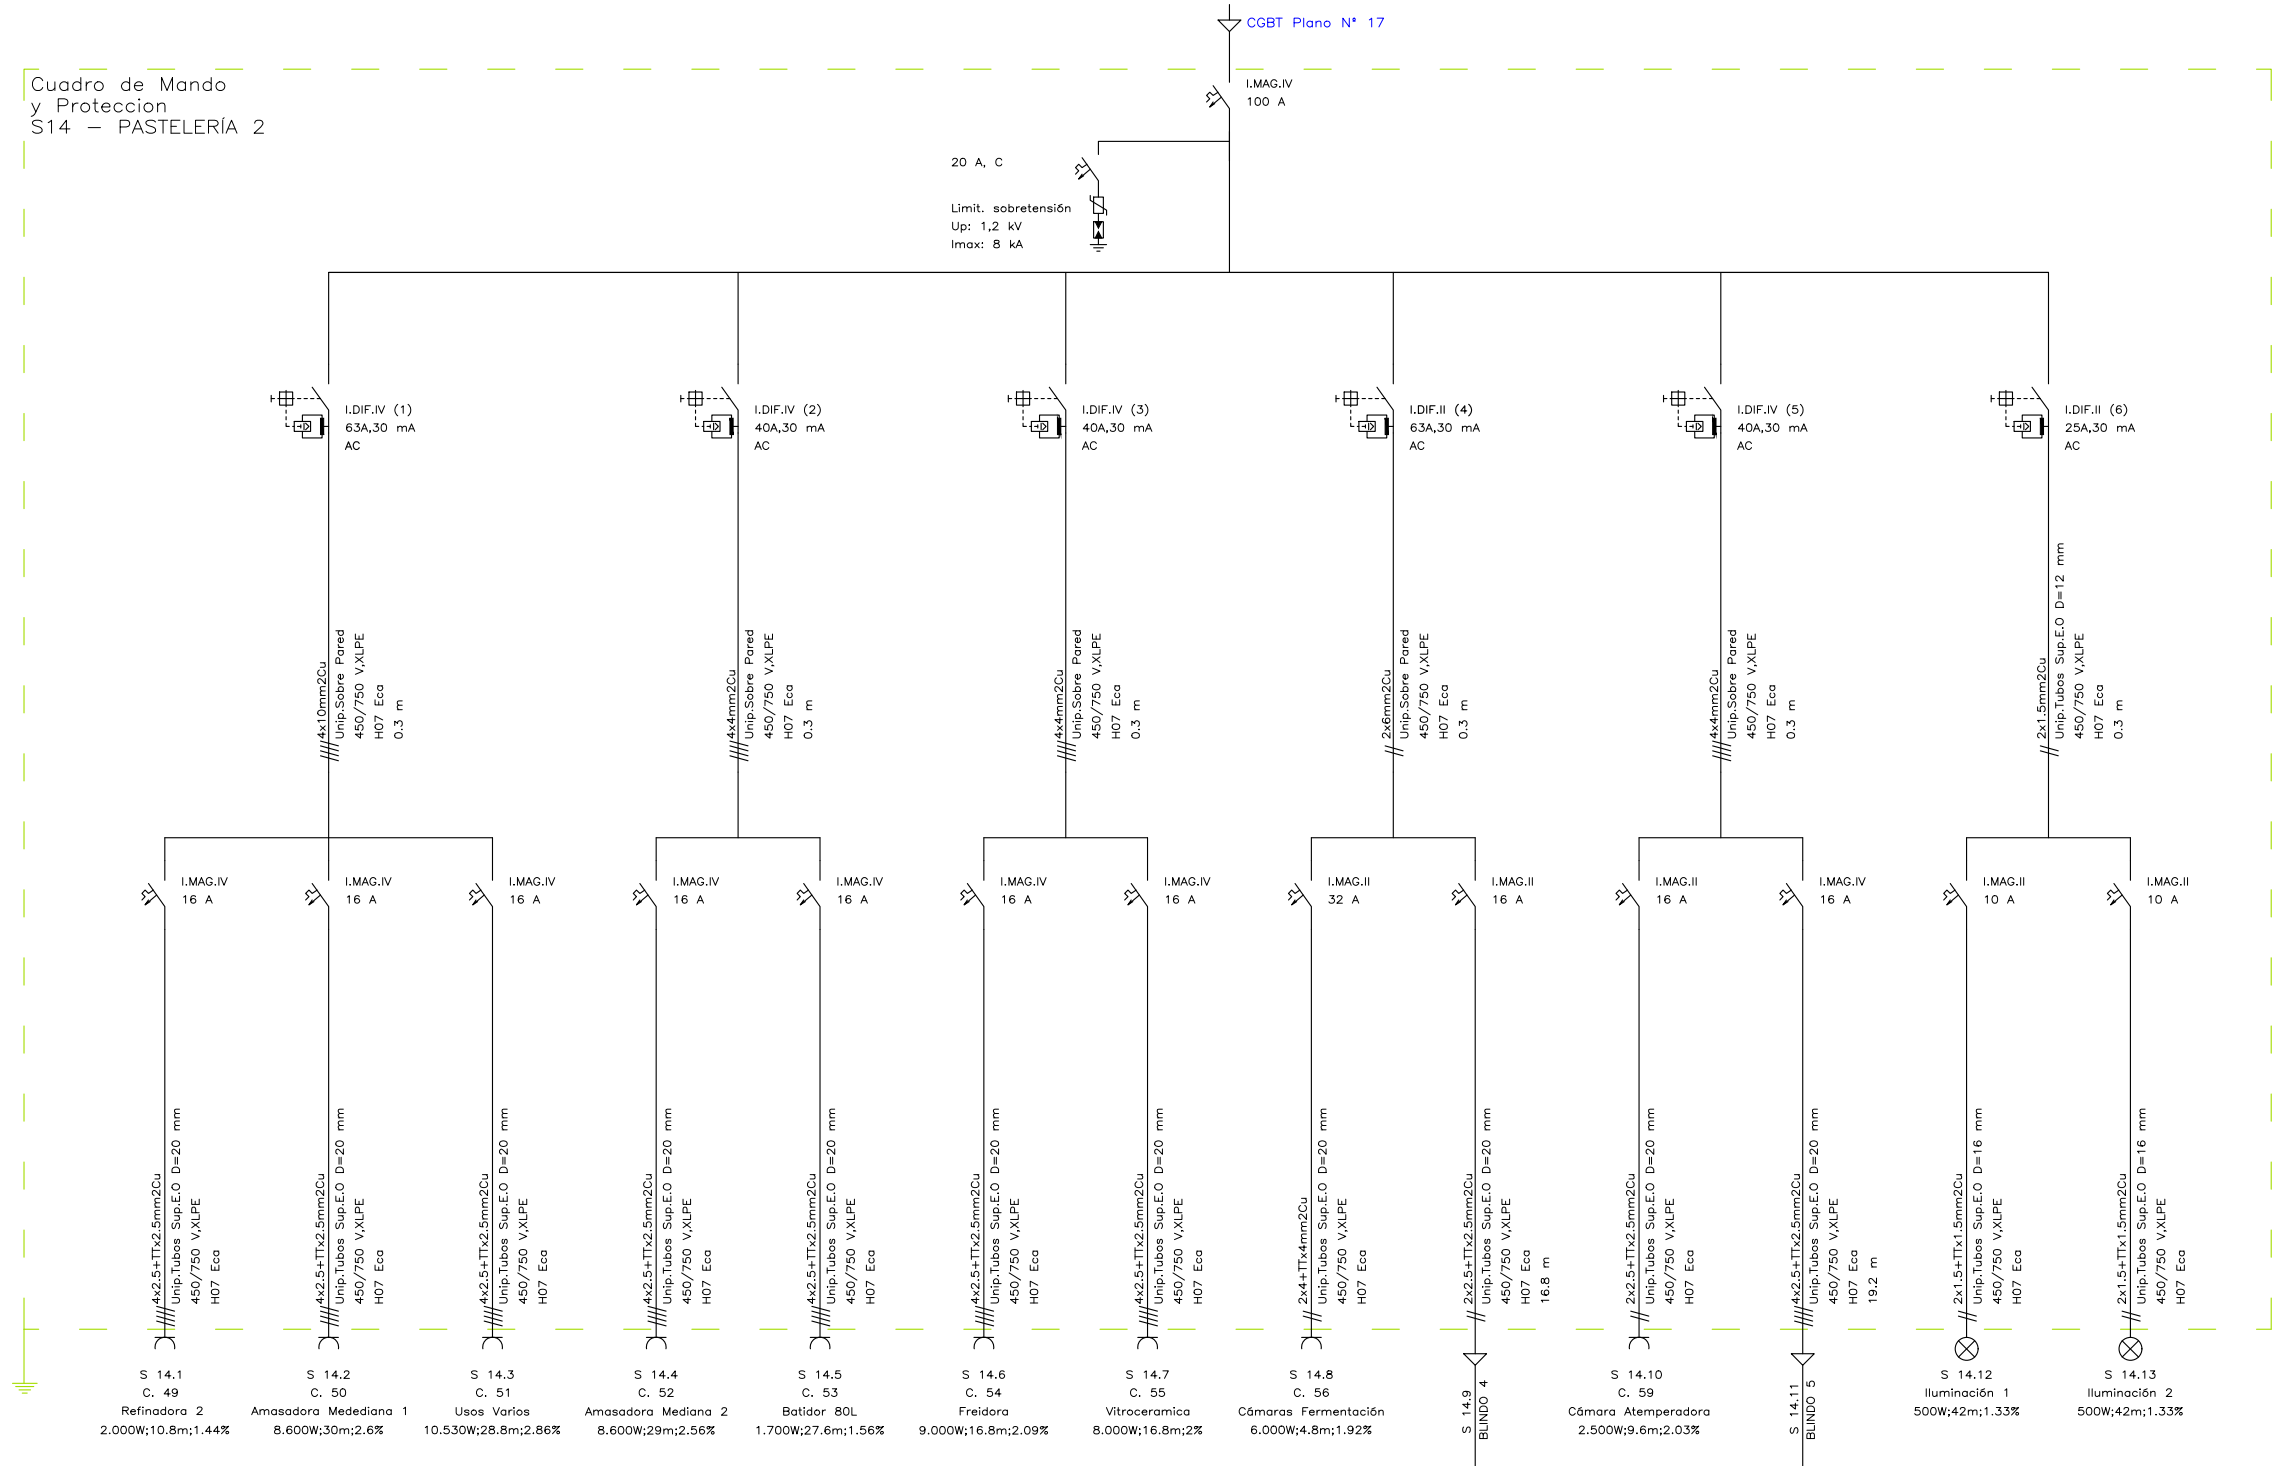 CGBT Plano Nº 17
Cuadro de Mando
y Proteccion
S14 - PASTELERÍA 2
I.MAG.IV
100 A
20 A, C
Limit. sobretensión
Up: 1,2 kV
Imax: 8 kA
I.DIF.IV (1)
63A,30 mA
AC
I.DIF.IV (2)
40A,30 mA
AC
I.DIF.IV (3)
40A,30 mA
AC
I.DIF.II (4)
63A,30 mA
AC
I.DIF.IV (5)
40A,30 mA
AC
I.DIF.II (6)
25A,30 mA
AC
4x10mm2Cu
Unip.Sobre Pared
450/750 V,XLPE
H07 Eca
0.3 m
4x4mm2Cu
Unip.Sobre Pared
450/750 V,XLPE
H07 Eca
0.3 m
4x4mm2Cu
Unip.Sobre Pared
450/750 V,XLPE
H07 Eca
0.3 m
2x6mm2Cu
Unip.Sobre Pared
450/750 V,XLPE
H07 Eca
0.3 m
4x4mm2Cu
Unip.Sobre Pared
450/750 V,XLPE
H07 Eca
0.3 m
2x1.5mm2Cu
Unip.Tubos Sup.E.O D=12 mm
450/750 V,XLPE
H07 Eca
0.3 m
I.MAG.IV
16 A
I.MAG.IV
16 A
I.MAG.IV
16 A
I.MAG.IV
16 A
I.MAG.IV
16 A
I.MAG.IV
16 A
I.MAG.IV
16 A
I.MAG.II
32 A
I.MAG.II
16 A
I.MAG.II
16 A
I.MAG.IV
16 A
I.MAG.II
10 A
I.MAG.II
10 A
4x2.5+TTx2.5mm2Cu
Unip.Tubos Sup.E.O D=20 mm
450/750 V,XLPE
H07 Eca
4x2.5+TTx2.5mm2Cu
Unip.Tubos Sup.E.O D=20 mm
450/750 V,XLPE
H07 Eca
4x2.5+TTx2.5mm2Cu
Unip.Tubos Sup.E.O D=20 mm
450/750 V,XLPE
H07 Eca
4x2.5+TTx2.5mm2Cu
Unip.Tubos Sup.E.O D=20 mm
450/750 V,XLPE
H07 Eca
4x2.5+TTx2.5mm2Cu
Unip.Tubos Sup.E.O D=20 mm
450/750 V,XLPE
H07 Eca
4x2.5+TTx2.5mm2Cu
Unip.Tubos Sup.E.O D=20 mm
450/750 V,XLPE
H07 Eca
4x2.5+TTx2.5mm2Cu
Unip.Tubos Sup.E.O D=20 mm
450/750 V,XLPE
H07 Eca
2x4+TTx4mm2Cu
Unip.Tubos Sup.E.O D=20 mm
450/750 V,XLPE
H07 Eca
2x2.5+TTx2.5mm2Cu
Unip.Tubos Sup.E.O D=20 mm
450/750 V,XLPE
H07 Eca
16.8 m
2x2.5+TTx2.5mm2Cu
Unip.Tubos Sup.E.O D=20 mm
450/750 V,XLPE
H07 Eca
4x2.5+TTx2.5mm2Cu
Unip.Tubos Sup.E.O D=20 mm
450/750 V,XLPE
H07 Eca
19.2 m
2x1.5+TTx1.5mm2Cu
Unip.Tubos Sup.E.O D=16 mm
450/750 V,XLPE
H07 Eca
2x1.5+TTx1.5mm2Cu
Unip.Tubos Sup.E.O D=16 mm
450/750 V,XLPE
H07 Eca
S 14.1
C. 49
Refinadora 2
2.000W;10.8m;1.44%
S 14.2
C. 50
Amasadora Medediana 1
8.600W;30m;2.6%
S 14.3
C. 51
Usos Varios
10.530W;28.8m;2.86%
S 14.4
C. 52
Amasadora Mediana 2
8.600W;29m;2.56%
S 14.5
C. 53
Batidor 80L
1.700W;27.6m;1.56%
S 14.6
C. 54
Freidora
9.000W;16.8m;2.09%
S 14.7
C. 55
Vitroceramica
8.000W;16.8m;2%
S 14.8
C. 56
Cámaras Fermentación
6.000W;4.8m;1.92%
S 14.9
BLINDO 4
S 14.10
C. 59
Cámara Atemperadora
2.500W;9.6m;2.03%
S 14.11
BLINDO 5
S 14.12
Iluminación 1
500W;42m;1.33%
S 14.13
Iluminación 2
500W;42m;1.33%